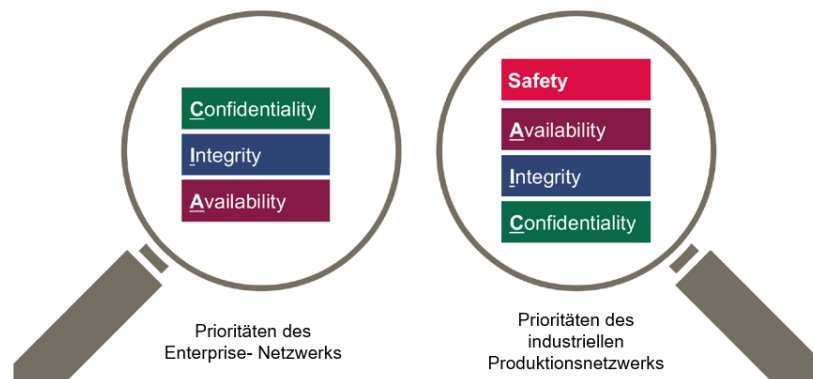 Confidentiality
Integrity
Availability
Prioritäten des
Enterprise- Netzwerks
Safety
Availability
Integrity
Confidentiality
Prioritäten des
industriellen
Produktionsnetzwerks